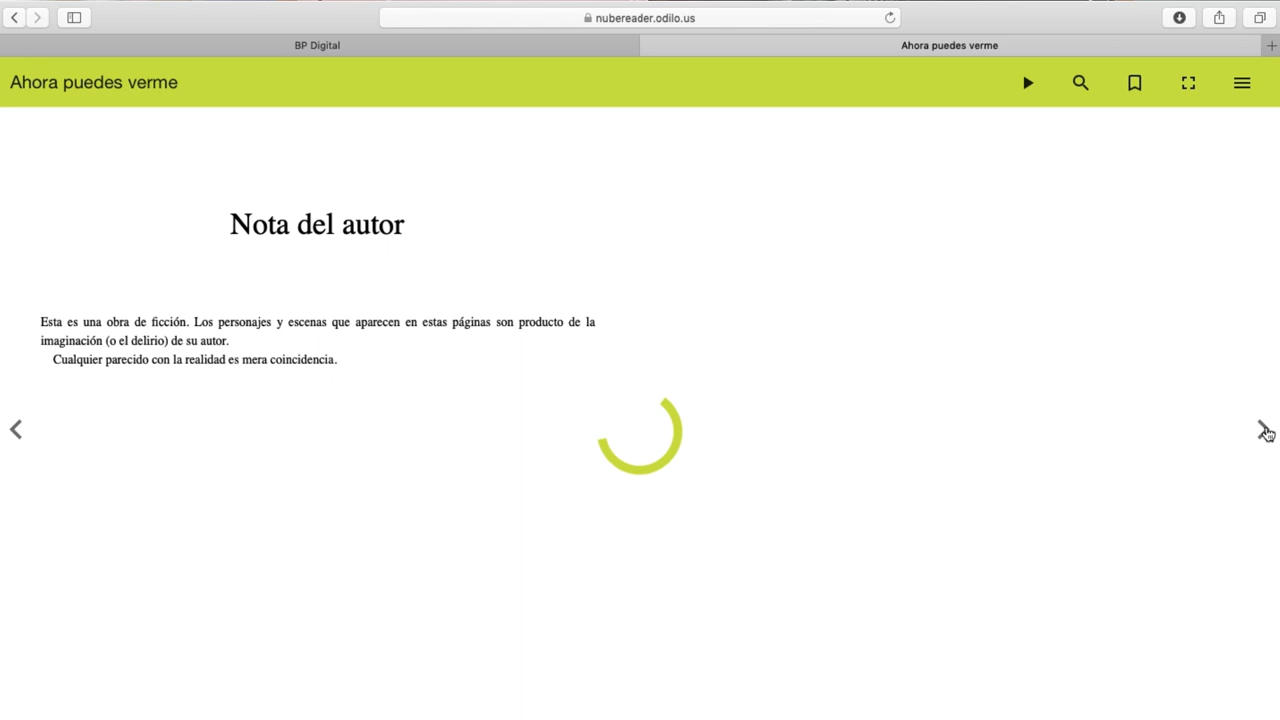 nubereader.odilo.us
BP Digital
Ahora puedes verme
Ahora puedes verme
Nota del autor
Esta es una obra de ficción. Los personajes y escenas que aparecen en estas páginas son producto de la
imaginación (o el delirio) de su autor.
Cualquier parecido con la realidad es mera coincidencia.